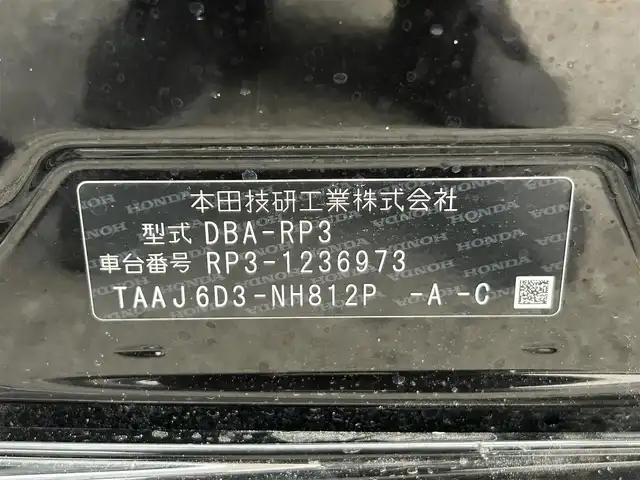 本田技研工業株式会社
型式 DBA-RP3
車台番号 RP3-1236973
TAAJ6D3-NH812P -A -C